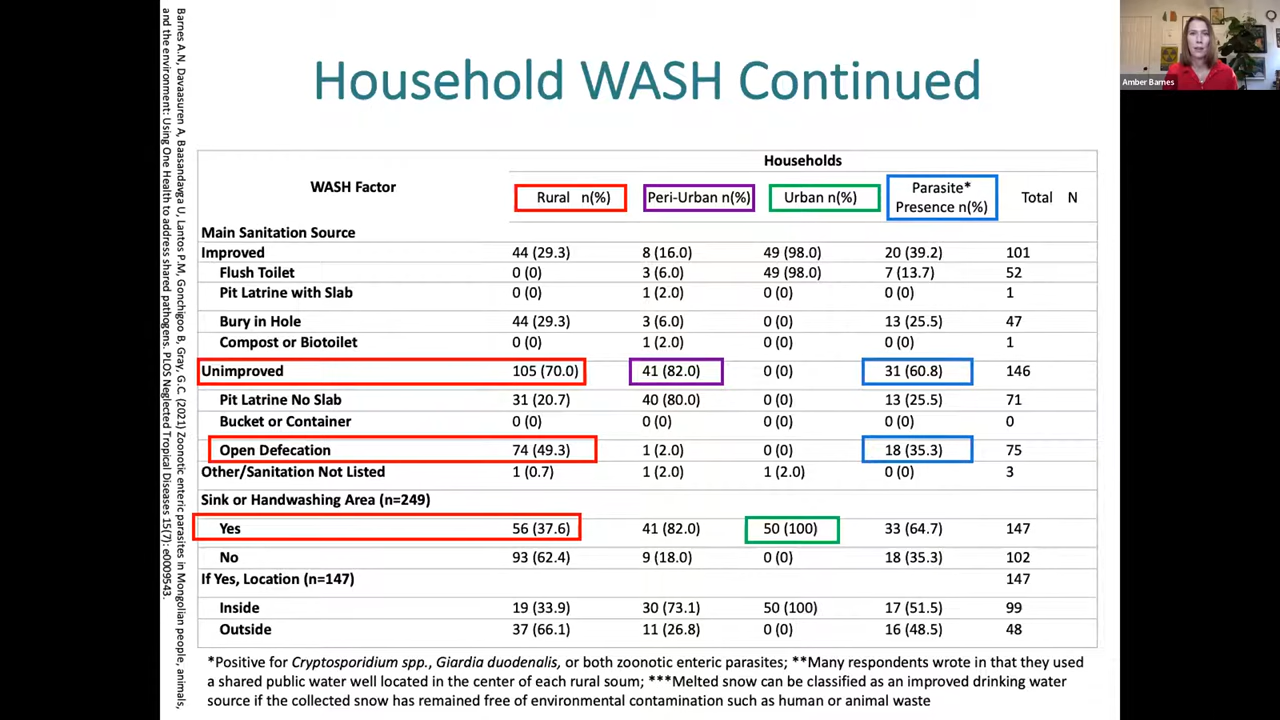 Household WASH Continued
Amber Barnes
Barnes A.N, Davaasuren A, Baasandavga U, Lantos P.M, Gonchigoo B, Gray, G.C. (2021) Zoonotic enteric parasites in Mongolian people, animals,
and the environment: Using One Health to address shared pathogens. PLOS Neglected Tropical Diseases 15(7): e0009543.
Households
WASH Factor Rural n(%) Peri-Urban n(%) Urban n(%) Parasite* Presence n(%) Total N
Main Sanitation Source
Improved 44 (29.3) 8 (16.0) 49 (98.0) 20 (39.2) 101
Flush Toilet 0 (0) 3 (6.0) 49 (98.0) 7 (13.7) 52
Pit Latrine with Slab 0 (0) 1 (2.0) 0 (0) 0 (0) 1
Bury in Hole 44 (29.3) 3 (6.0) 0 (0) 13 (25.5) 47
Compost or Biotoilet 0 (0) 1 (2.0) 0 (0) 0 (0) 1
Unimproved 105 (70.0) 41 (82.0) 0 (0) 31 (60.8) 146
Pit Latrine No Slab 31 (20.7) 40 (80.0) 0 (0) 13 (25.5) 71
Bucket or Container 0 (0) 0 (0) 0 (0) 0 (0) 0
Open Defecation 74 (49.3) 1 (2.0) 0 (0) 18 (35.3) 75
Other/Sanitation Not Listed 1 (0.7) 1 (2.0) 1 (2.0) 0 (0) 3
Sink or Handwashing Area (n=249)
Yes 56 (37.6) 41 (82.0) 50 (100) 33 (64.7) 147
No 93 (62.4) 9 (18.0) 0 (0) 18 (35.3) 102
If Yes, Location (n=147) 147
Inside 19 (33.9) 30 (73.1) 50 (100) 17 (51.5) 99
Outside 37 (66.1) 11 (26.8) 0 (0) 16 (48.5) 48
*Positive for Cryptosporidium spp., Giardia duodenalis, or both zoonotic enteric parasites; **Many respondents wrote in that they used
a shared public water well located in the center of each rural soum; ***Melted snow can be classified as an improved drinking water
source if the collected snow has remained free of environmental contamination such as human or animal waste